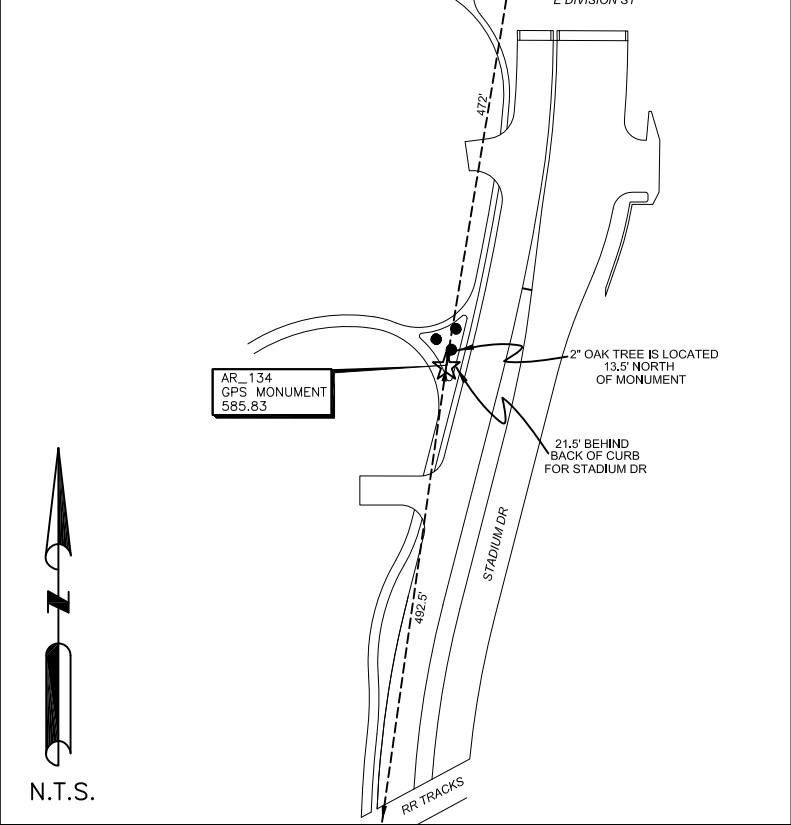 E DIVISION ST
472'
2" OAK TREE IS LOCATED
13.5' NORTH
OF MONUMENT
AR_134
GPS MONUMENT
585.83
21.5' BEHIND
BACK OF CURB
FOR STADIUM DR
STADIUM DR
492.5'
N
N.T.S.
RR TRACKS